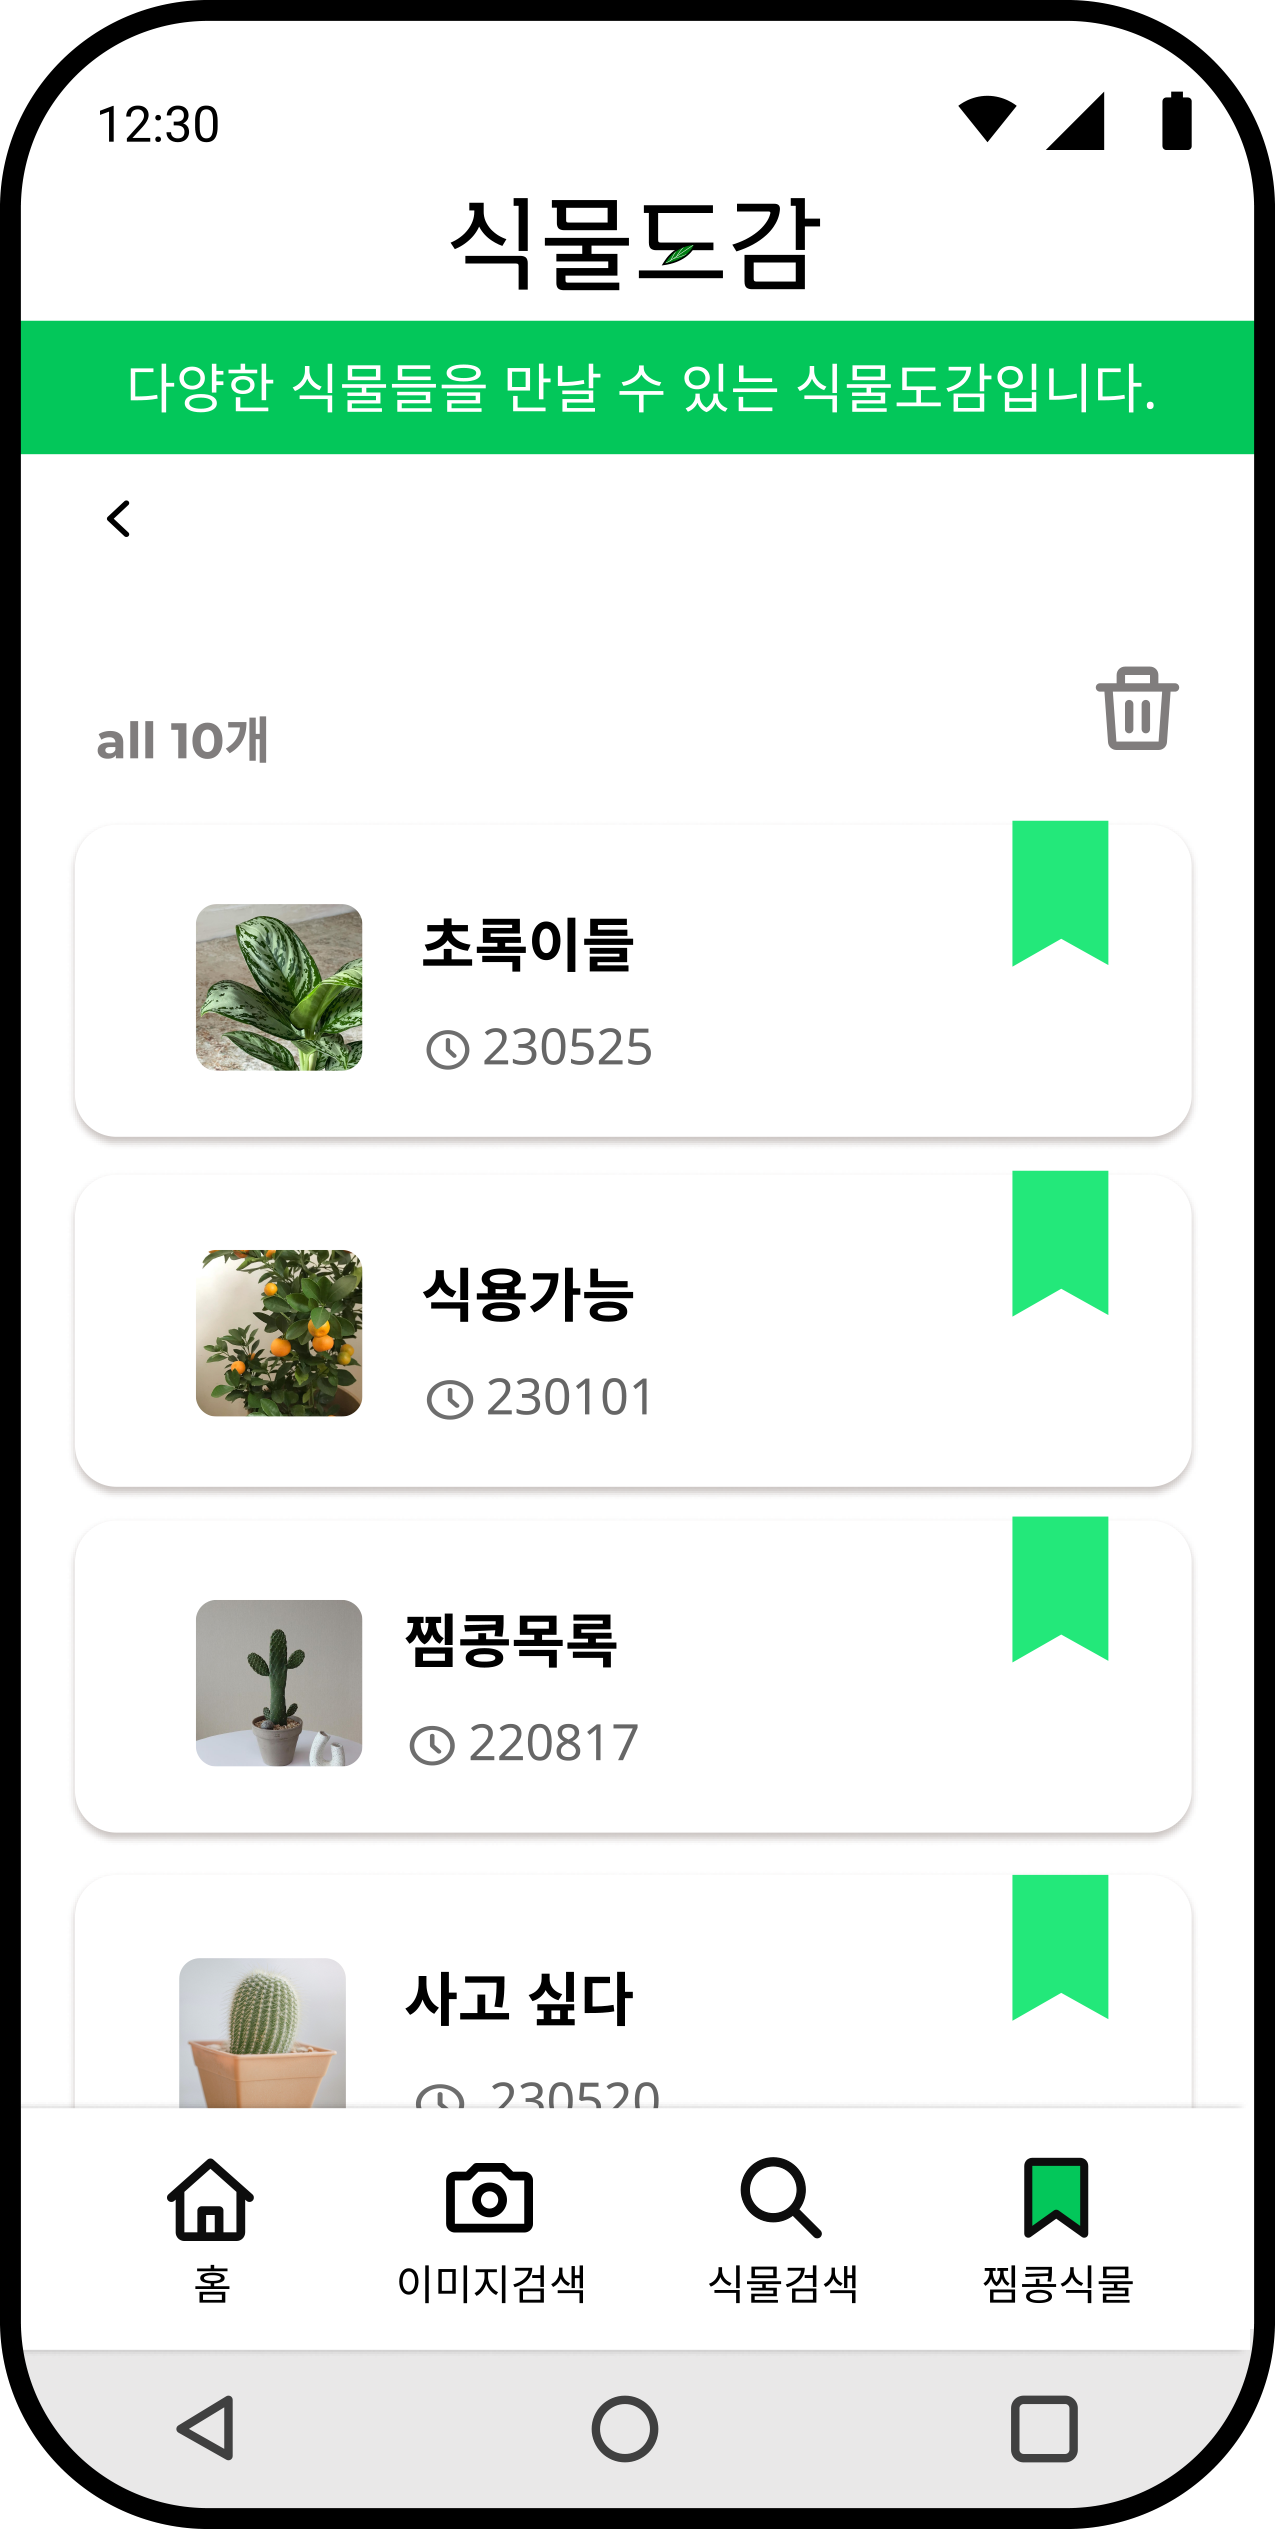 12:30
식물도감
다양한 식물들을 만날 수 있는 식물도감입니다.
all 10개
초록이들
230525
식용가능
230101
찜콩목록
220817
사고 싶다
230520
홈 이미지검색 식물검색 찜콩식물